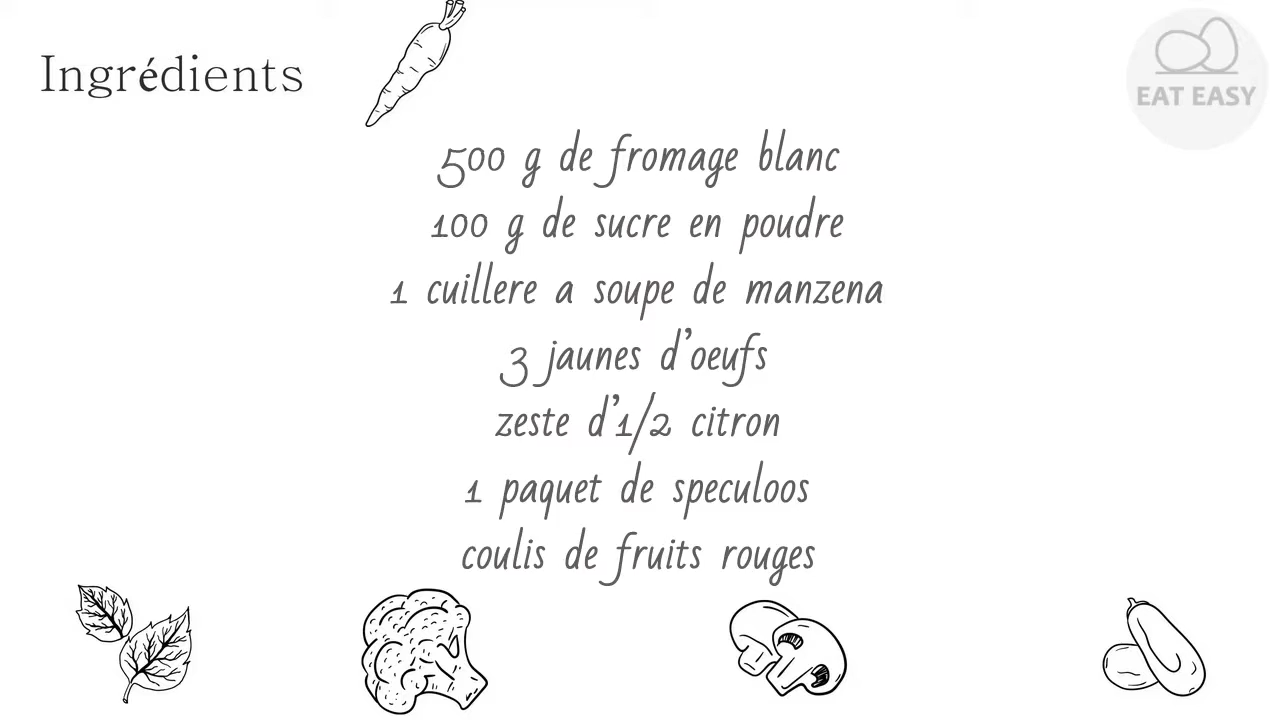 Ingrédients
EAT EASY
500 g de fromage blanc
100 g de sucre en poudre
1 cuillere a soupe de manzena
3 jaunes d'oeufs
zeste d'1/2 citron
1 paquet de speculoos
coulis de fruits rouges